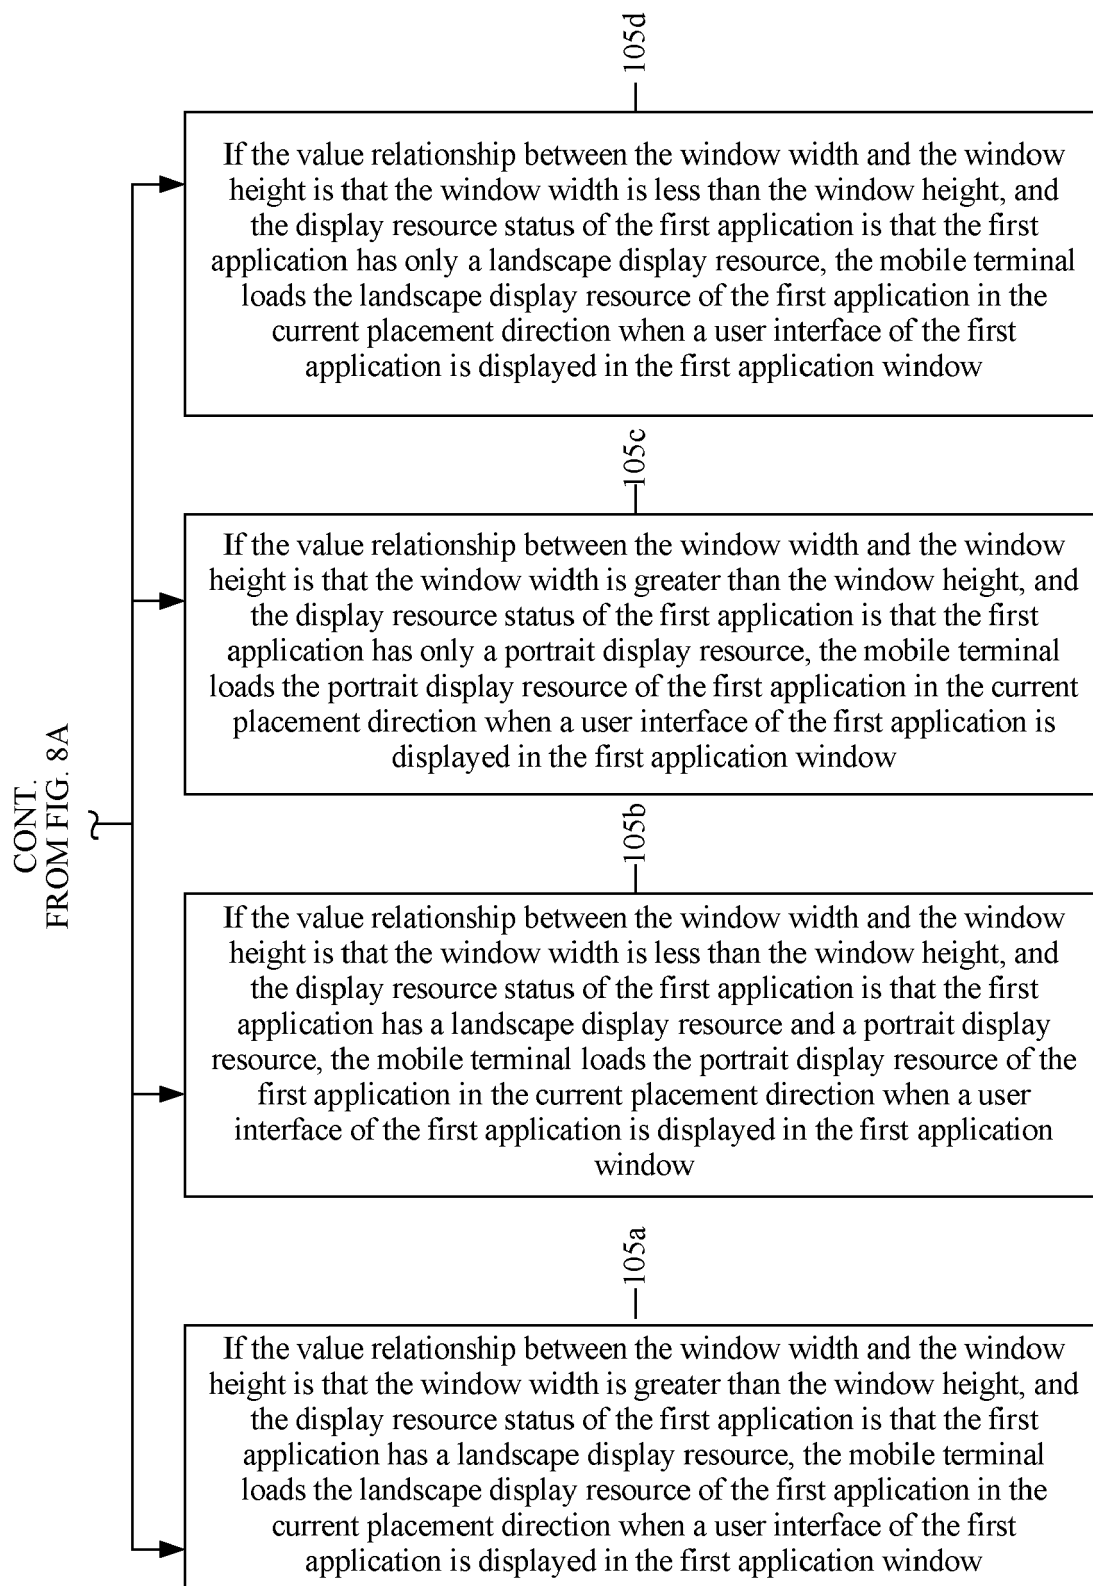 CONT.
FROM FIG. 8A
105d
If the value relationship between the window width and the window
height is that the window width is less than the window height, and
the display resource status of the first application is that the first
application has only a landscape display resource, the mobile terminal
loads the landscape display resource of the first application in the
current placement direction when a user interface of the first
application is displayed in the first application window
105c
If the value relationship between the window width and the window
height is that the window width is greater than the window height, and
the display resource status of the first application is that the first
application has only a portrait display resource, the mobile terminal
loads the portrait display resource of the first application in the current
placement direction when a user interface of the first application is
displayed in the first application window
105b
If the value relationship between the window width and the window
height is that the window width is less than the window height, and
the display resource status of the first application is that the first
application has a landscape display resource and a portrait display
resource, the mobile terminal loads the portrait display resource of the
first application in the current placement direction when a user
interface of the first application is displayed in the first application
window
105a
If the value relationship between the window width and the window
height is that the window width is greater than the window height, and
the display resource status of the first application is that the first
application has a landscape display resource, the mobile terminal
loads the landscape display resource of the first application in the
current placement direction when a user interface of the first
application is displayed in the first application window